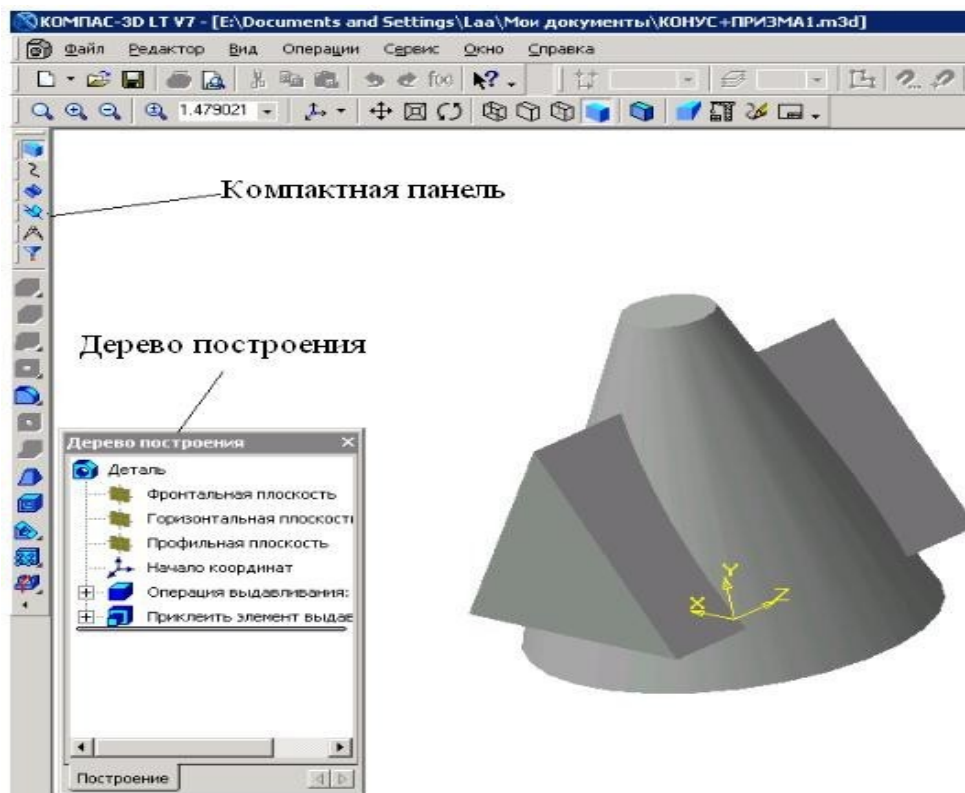 КОМПАС-3D LT V7 - [E:\Documents and Settings\Laa\Мои документы\КОНУС+ПРИЗМА1.m3d]
Файл Редактор Вид Операции Сервис Окно Справка
f(x)
1.479021
Компактная панель
Дерево построения
Дерево построения
Деталь
Фронтальная плоскость
Горизонтальная плоскост
Профильная плоскость
Начало координат
Операция выдавливания:
Приклеить элемент выдав
Построение
Y
X
Z